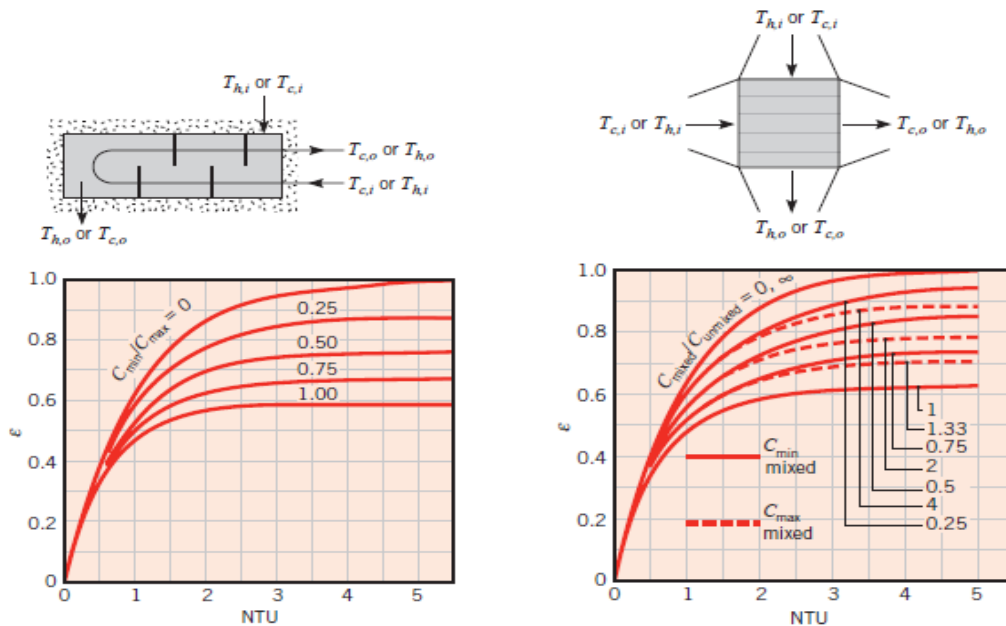 T_{h,i} or T_{c,i}
T_{c,o} or T_{h,o}
T_{c,i} or T_{h,i}
T_{h,o} or T_{c,o}
1.0
0.8
0.6
0.4
0.2
0
ε
C_{min}/C_{max} = 0
0.25
0.50
0.75
1.00
0 1 2 3 4 5
NTU
T_{h,i} or T_{c,i}
T_{c,i} or T_{h,i}
T_{c,o} or T_{h,o}
T_{h,o} or T_{c,o}
1.0
0.8
0.6
0.4
0.2
0
ε
C_{mixed}/C_{unmixed} = 0, ∞
C_{min}
mixed
C_{max}
mixed
1
1.33
0.75
2
0.5
4
0.25
0 1 2 3 4 5
NTU